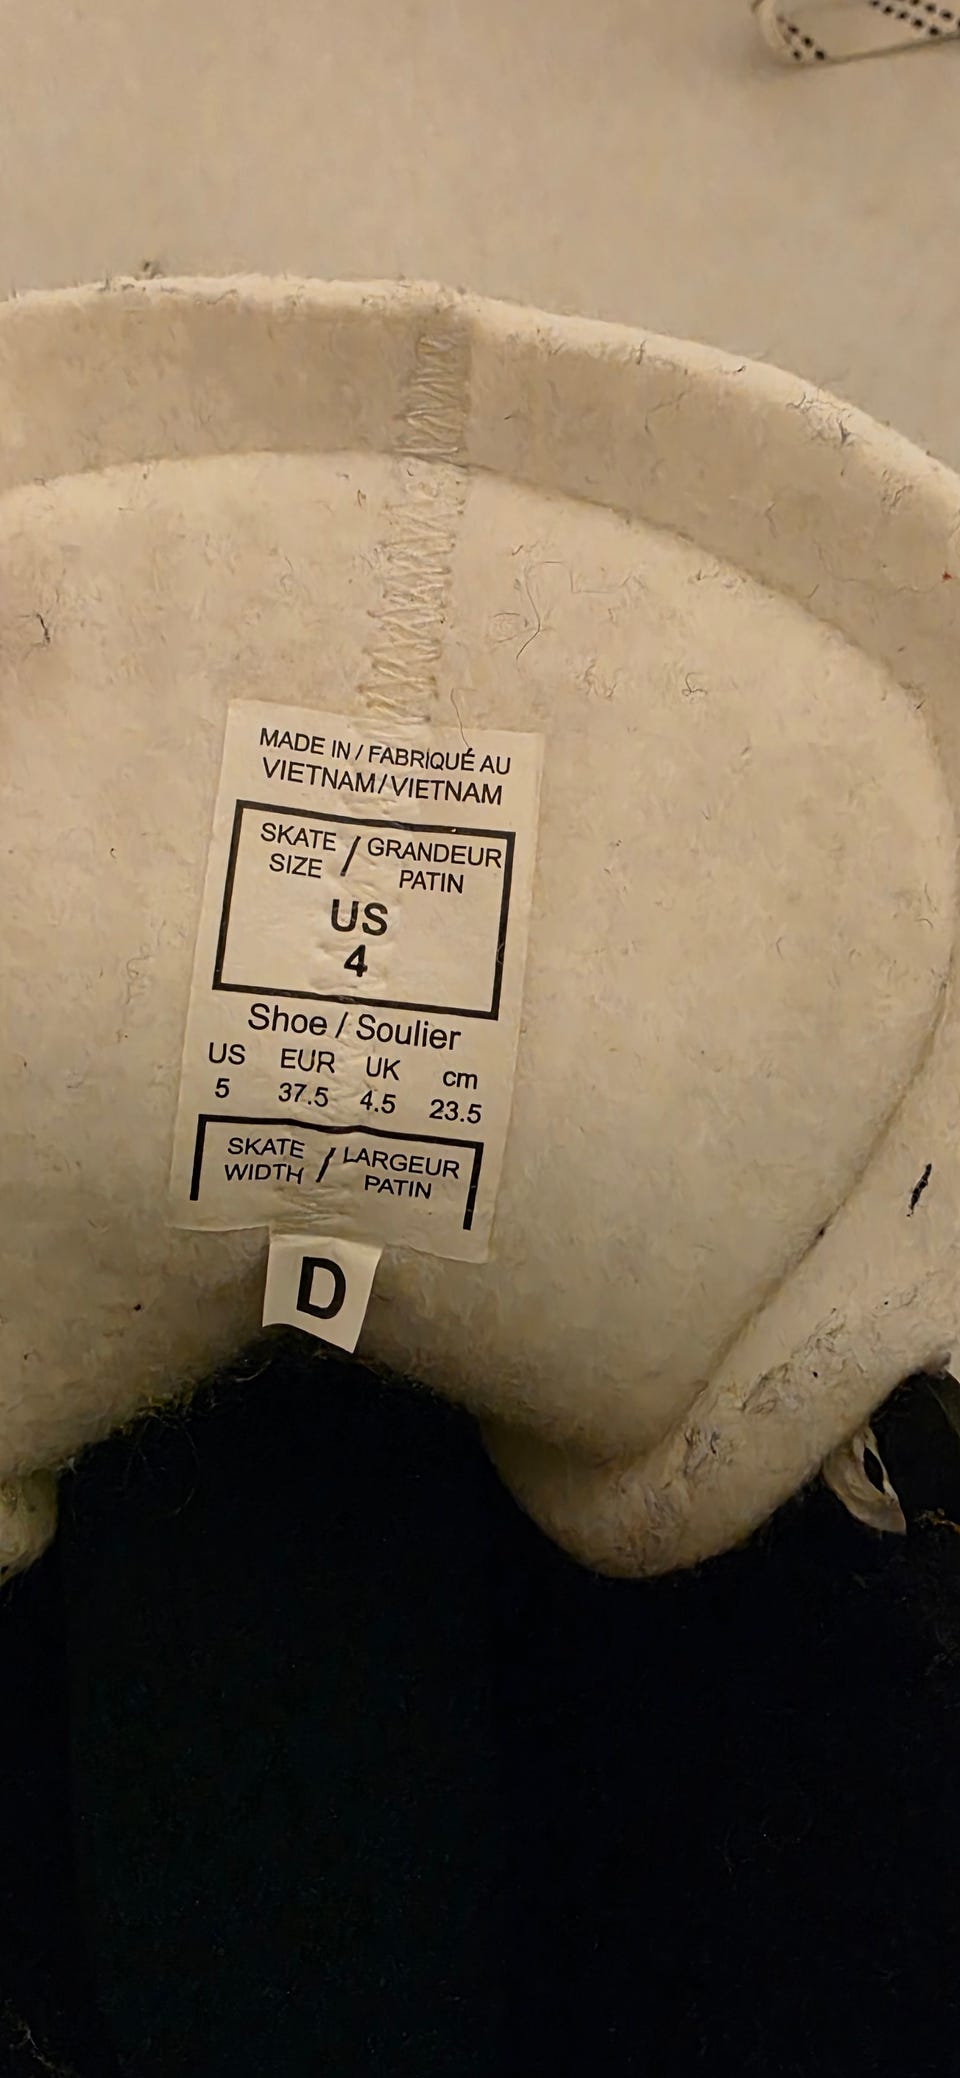 MADE IN / FABRIQUÉ AU
VIETNAM/VIETNAM
SKATE / GRANDEUR
SIZE PATIN
US
4
Shoe / Soulier
US EUR UK cm
5 37.5 4.5 23.5
SKATE / LARGEUR
WIDTH PATIN
D